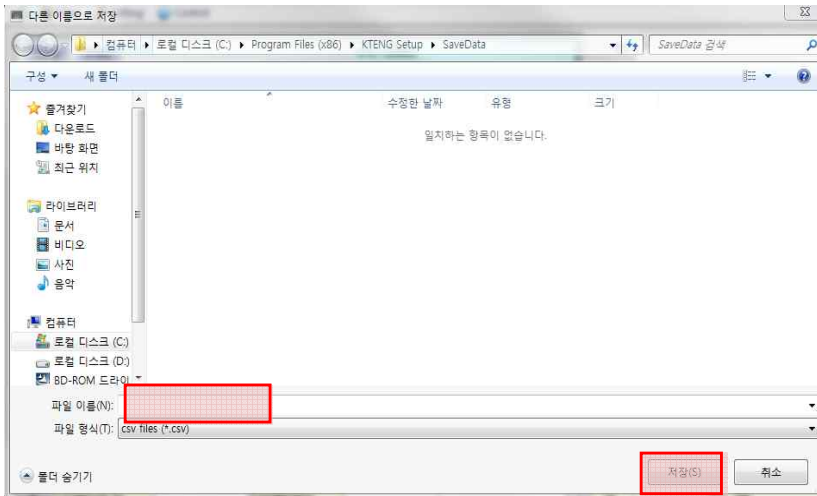 다른 이름으로 저장
컴퓨터 ▸ 로컬 디스크 (C:) ▸ Program Files (x86) ▸ KTENG Setup ▸ SaveData
SaveData 검색
구성 새 폴더
이름 수정한 날짜 유형 크기
일치하는 항목이 없습니다.
즐겨찾기
다운로드
바탕 화면
최근 위치
라이브러리
문서
비디오
사진
음악
컴퓨터
로컬 디스크 (C:)
로컬 디스크 (D:)
BD-ROM 드라이
파일 이름(N):
파일 형식(T): csv files (*.csv)
폴더 숨기기
저장(S) 취소